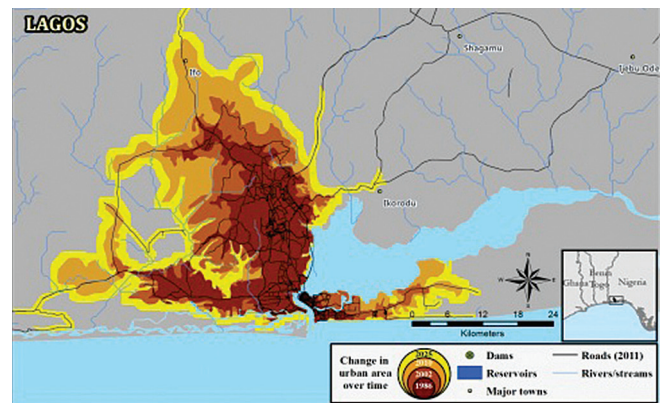 LAGOS
Shagamu
Ijebu Ode
Ifo
Ikorodu
N
W E
S
0 6 12 18 24
Kilometers
Benin
Ghana Togo Nigeria
Change in
urban area
over time
2025
2002
1986
Dams
Reservoirs
Major towns
Roads (2011)
Rivers/streams